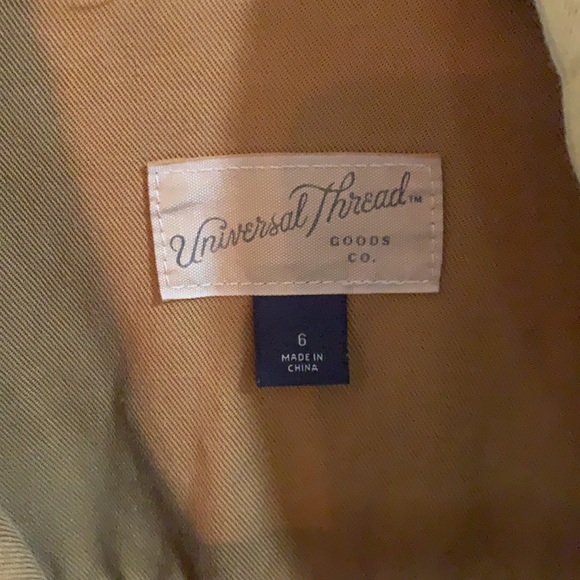 Universal Thread™
GOODS
CO.
6
MADE IN
CHINA